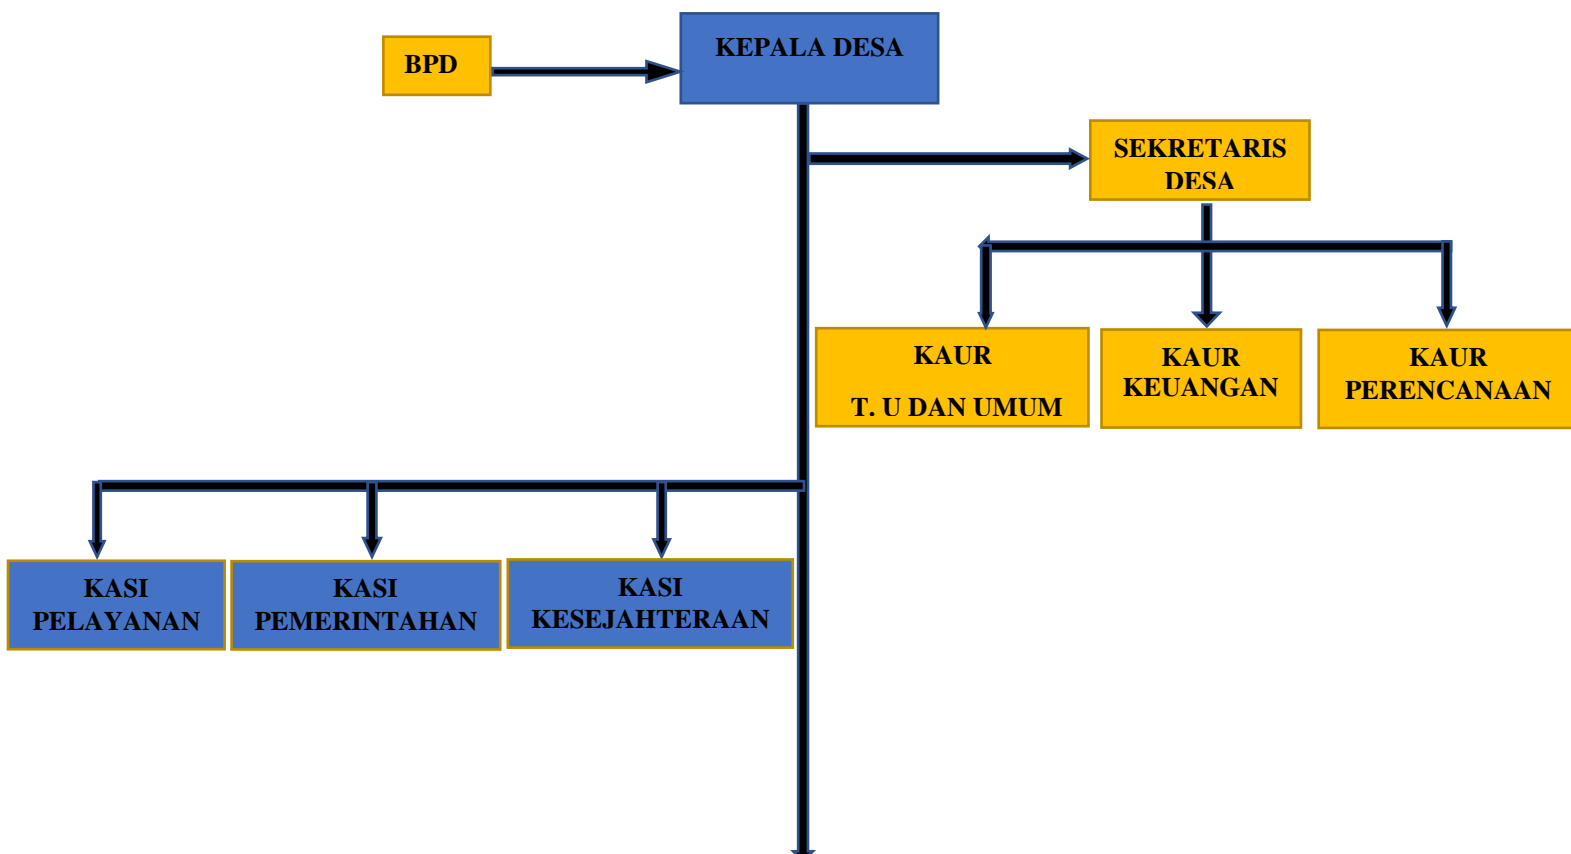 KEPALA DESA
BPD
SEKRETARIS
DESA
KAUR
T. U DAN UMUM
KAUR
KEUANGAN
KAUR
PERENCANAAN
KASI
PELAYANAN
KASI
PEMERINTAHAN
KASI
KESEJAHTERAAN